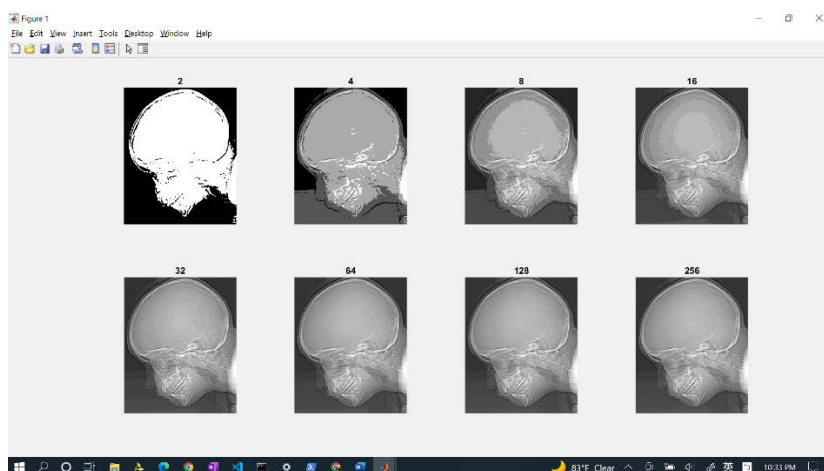 Figure 1
File Edit View Insert Tools Desktop Window Help
2 4 8 16
32 64 128 256
83°F Clear 英 10:33 PM